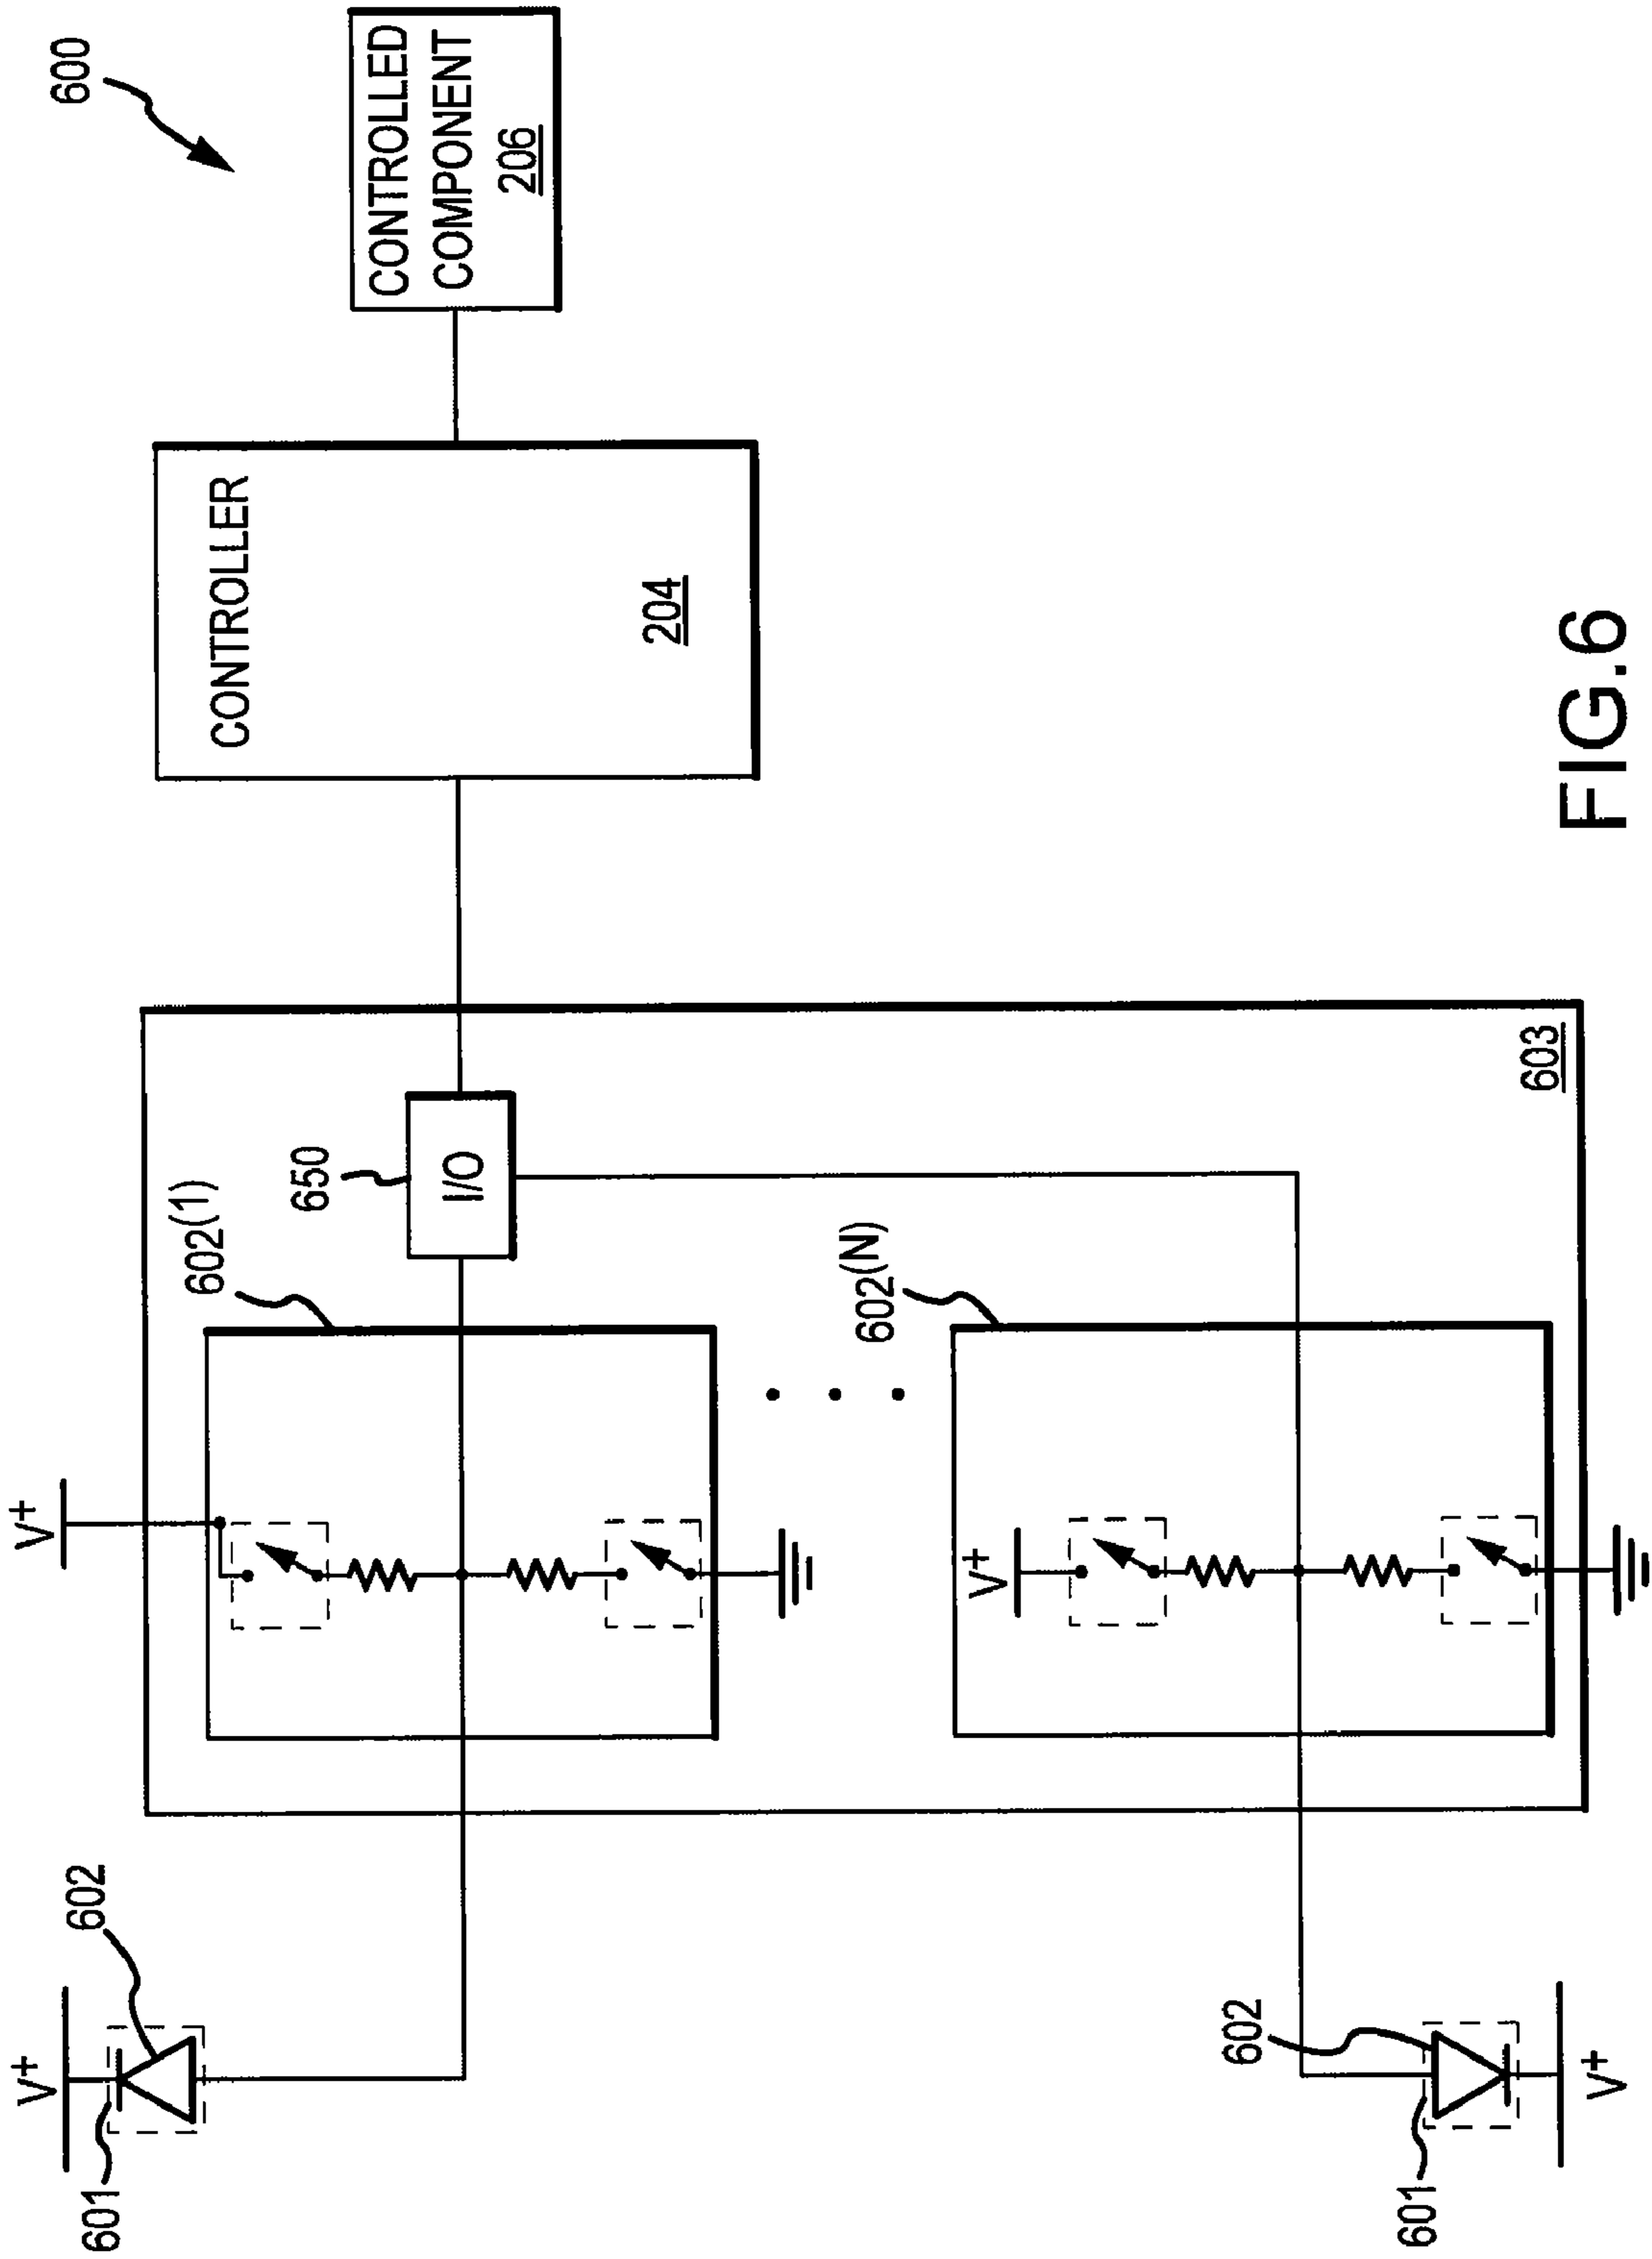 V+
V+
600
602
601
602(1)
CONTROLLER
650
CONTROLLED
COMPONENT
I/O
206
204
602(N)
V+
602
601
603
V+
FIG.6